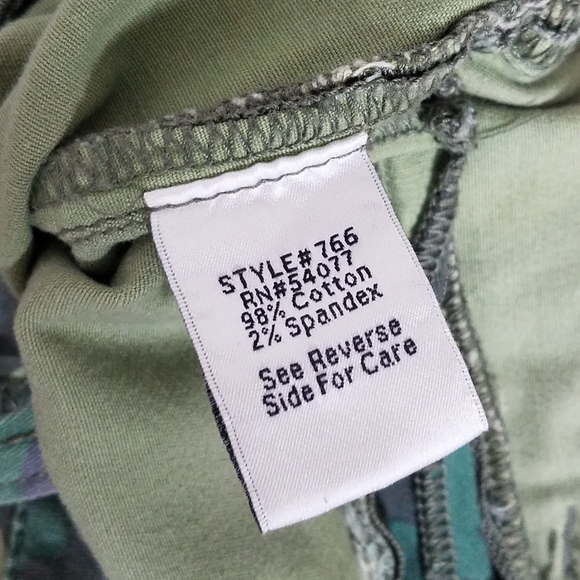 STYLE# 766
RN#54077
98% Cotton
2% Spandex
See Reverse
Side For Care